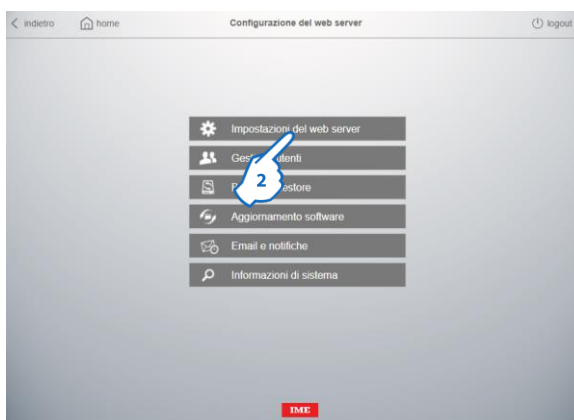 indietro
home
Configurazione del web server
logout
Impostazioni del web server
utenti
2
Aggiornamento software
Email e notifiche
Informazioni di sistema
IME